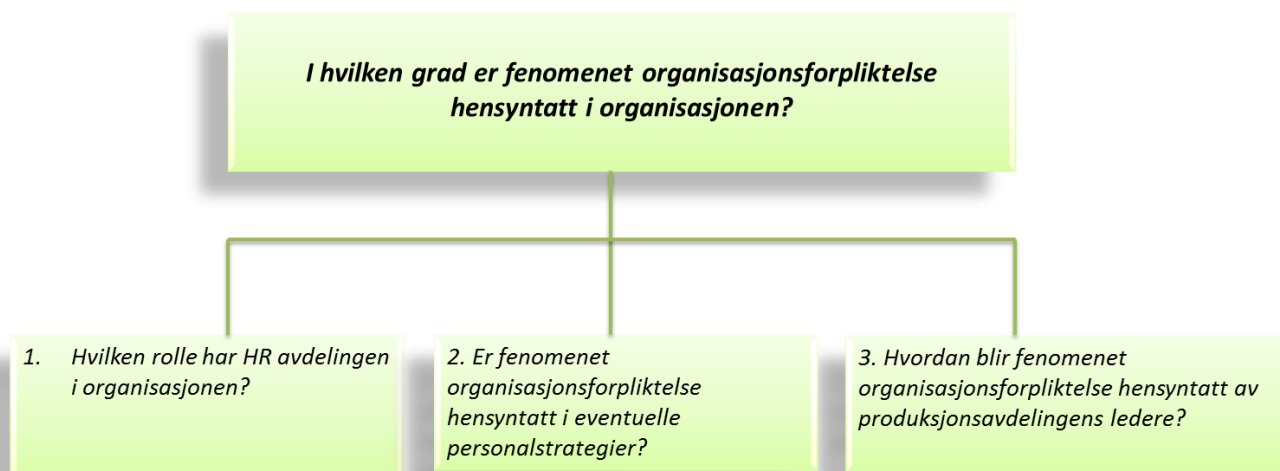 I hvilken grad er fenomenet organisasjonsforpliktelse
hensyntatt i organisasjonen?
1. Hvilken rolle har HR avdelingen
i organisasjonen?
2. Er fenomenet
organisasjonsforpliktelse
hensyntatt i eventuelle
personalstrategier?
3. Hvordan blir fenomenet
organisasjonsforpliktelse hensyntatt av
produksjonsavdelingens ledere?